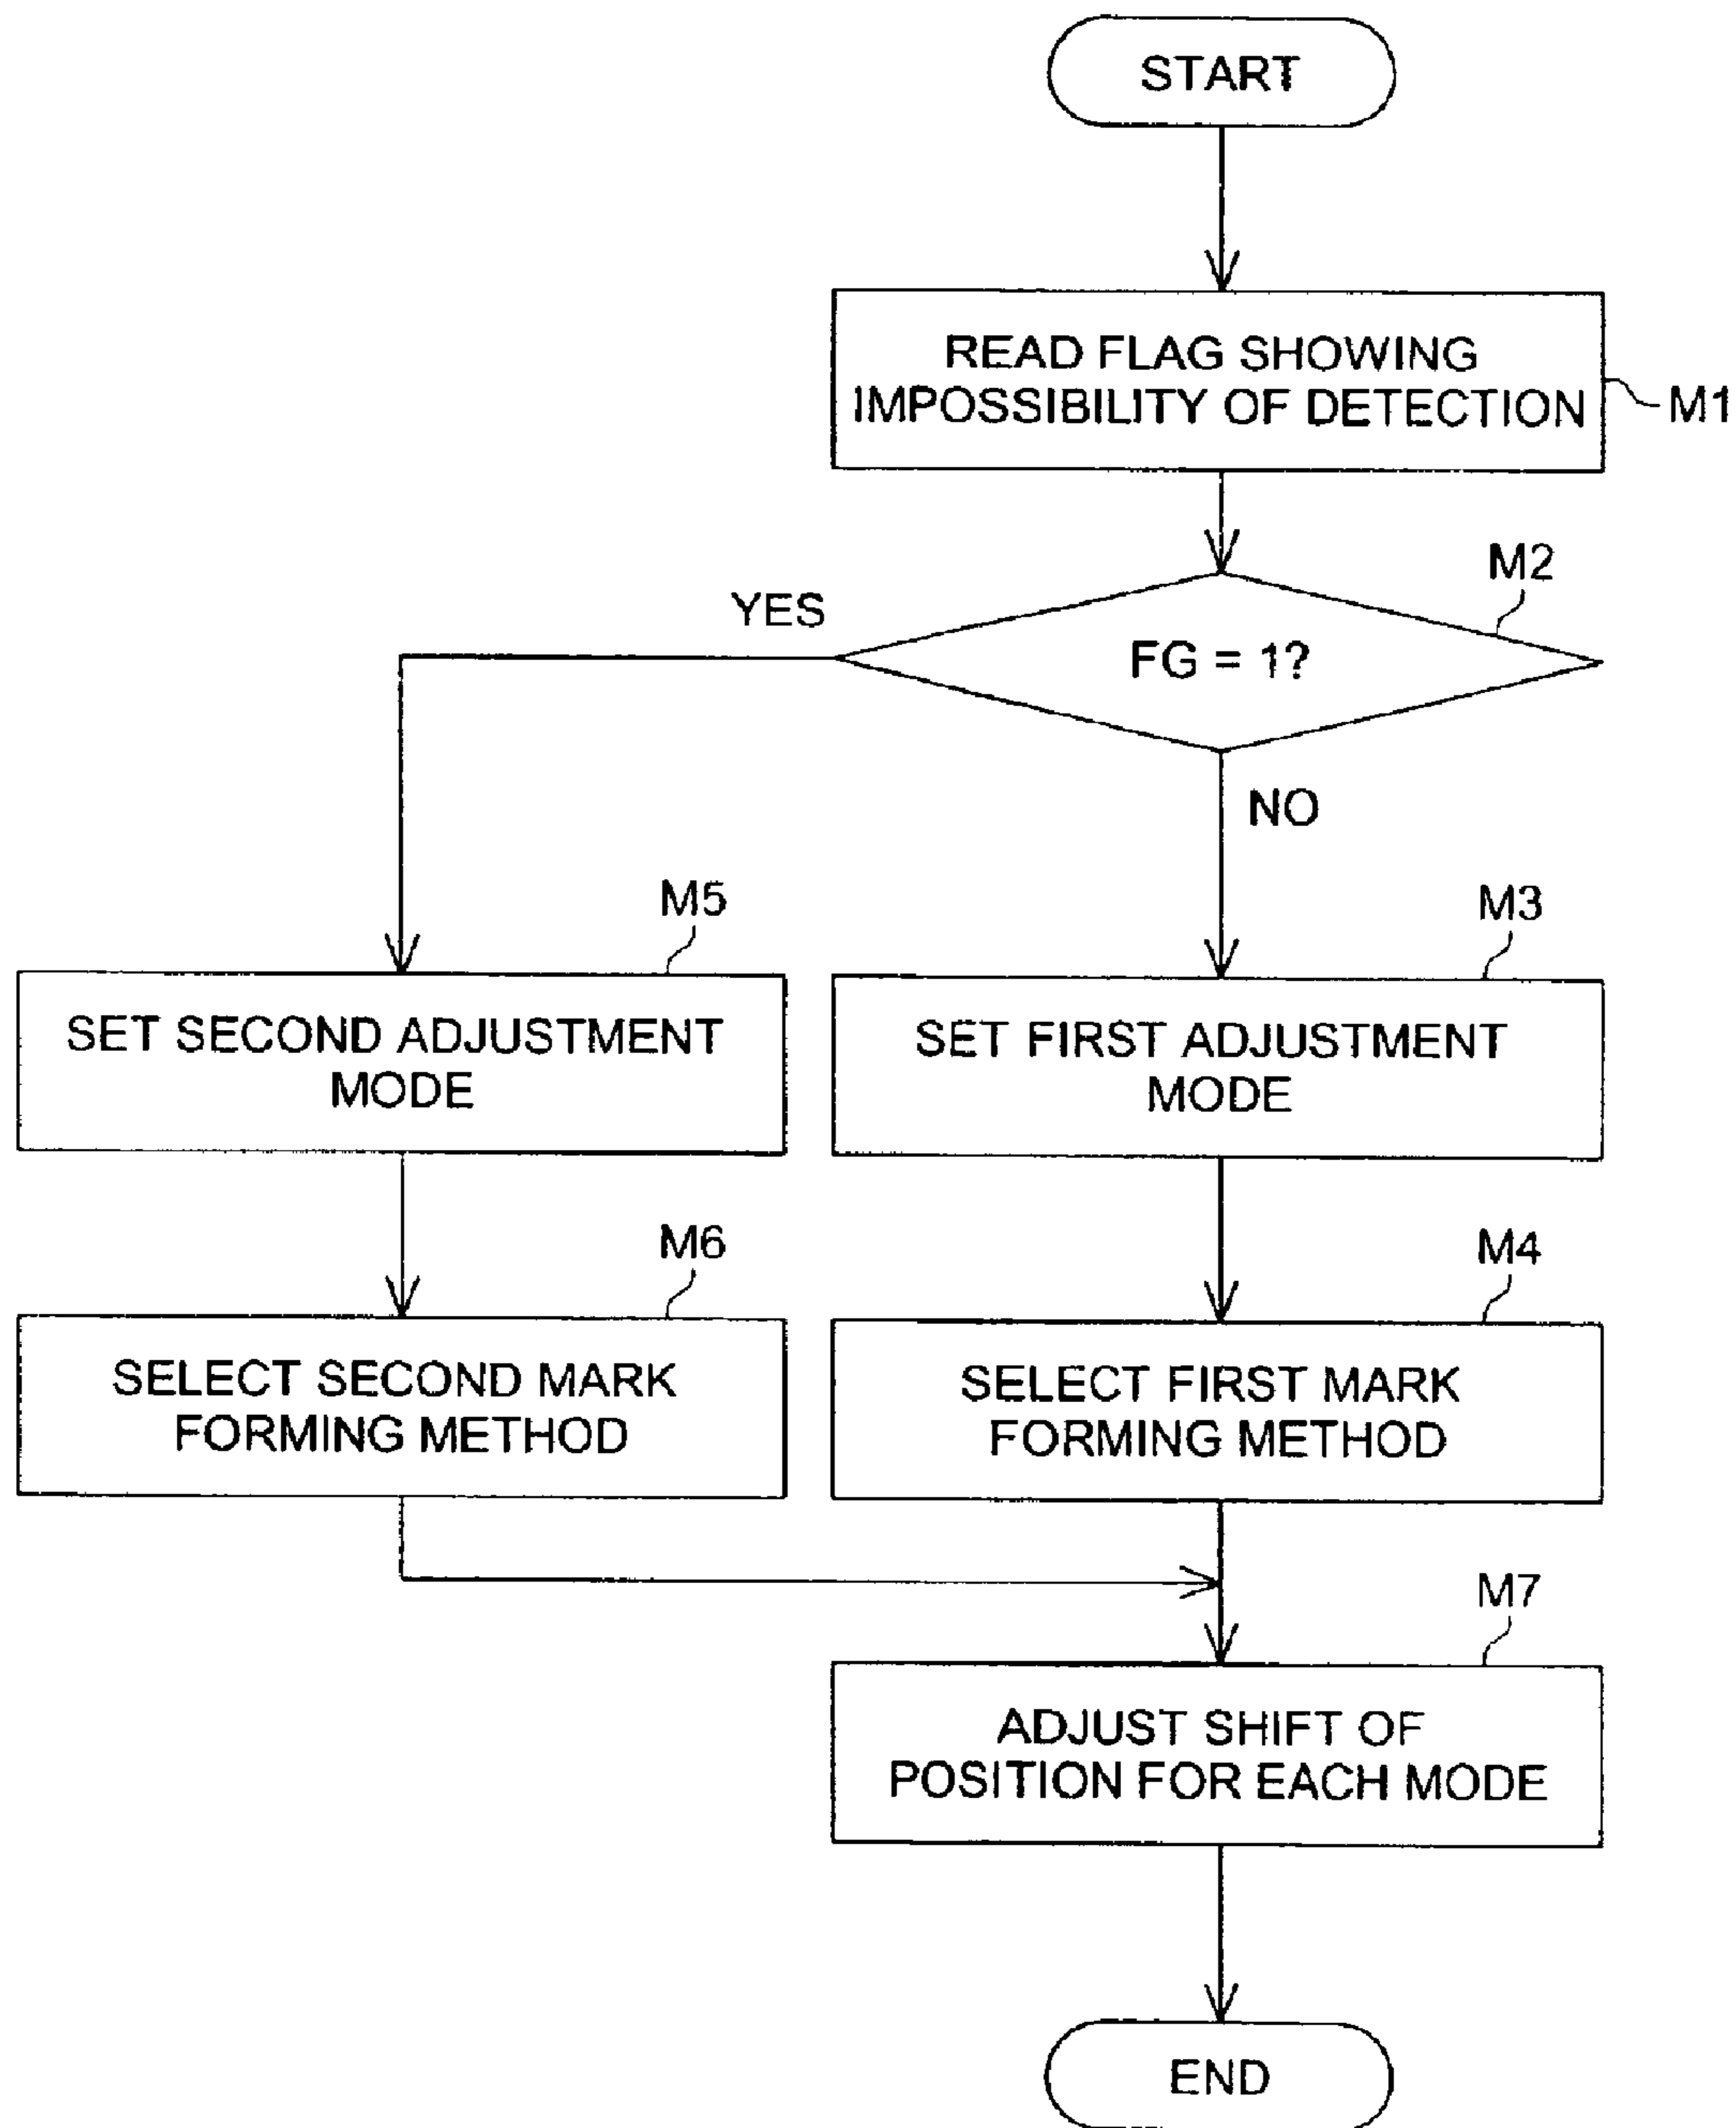 START
READ FLAG SHOWING
IMPOSSIBILITY OF DETECTION
M1
M2
YES
FG = 1?
NO
M5
M3
SET SECOND ADJUSTMENT
MODE
SET FIRST ADJUSTMENT
MODE
M6
M4
SELECT SECOND MARK
FORMING METHOD
SELECT FIRST MARK
FORMING METHOD
M7
ADJUST SHIFT OF
POSITION FOR EACH MODE
END